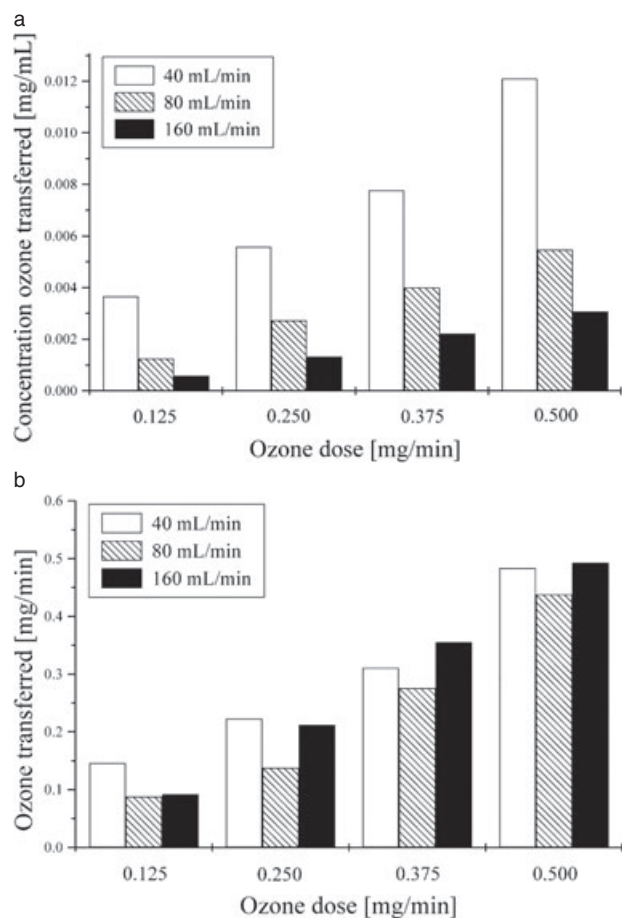 a
Concentration ozone transferred [mg/mL]
0.012
0.010
0.008
0.006
0.004
0.002
0.000
40 mL/min
80 mL/min
160 mL/min
0.125 0.250 0.375 0.500
Ozone dose [mg/min]
b
Ozone transferred [mg/min]
0.6
0.5
0.4
0.3
0.2
0.1
0.0
40 mL/min
80 mL/min
160 mL/min
0.125 0.250 0.375 0.500
Ozone dose [mg/min]